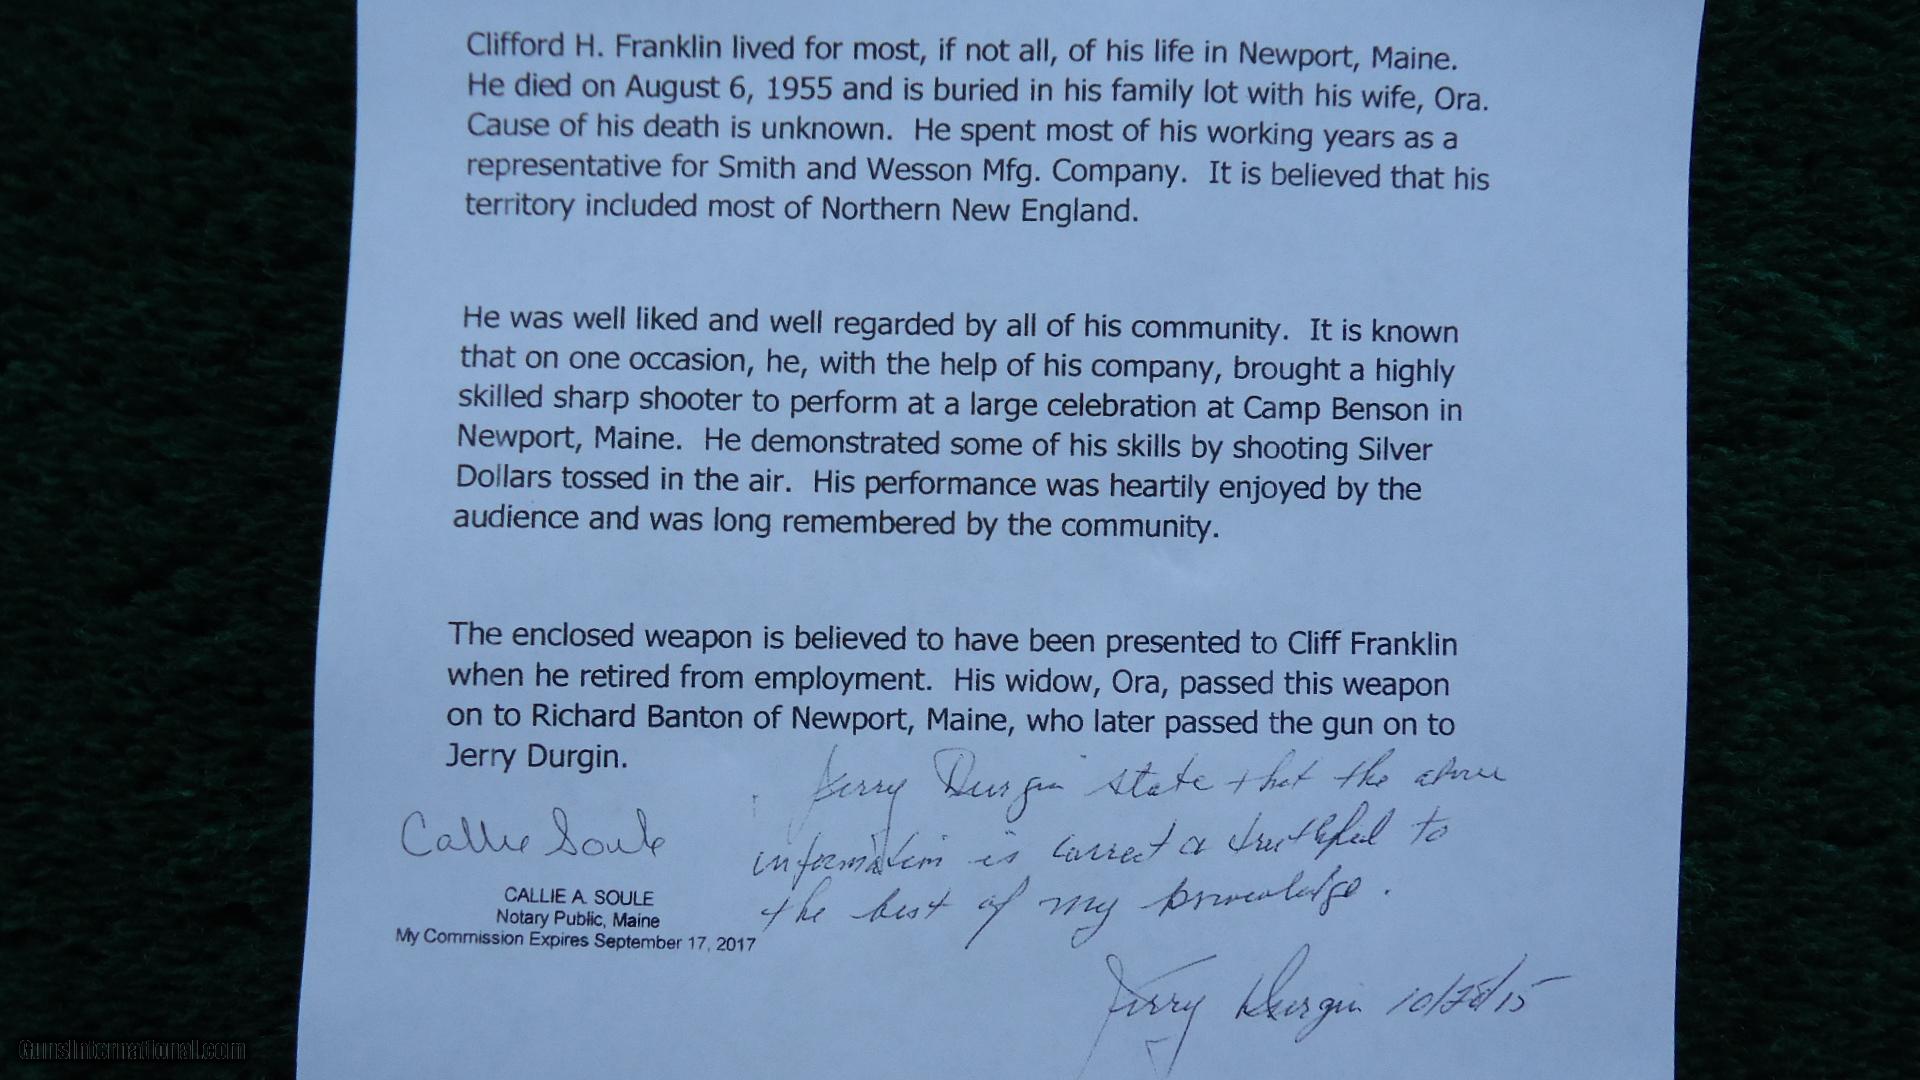 Clifford H. Franklin lived for most, if not all, of his life in Newport, Maine.
He died on August 6, 1955 and is buried in his family lot with his wife, Ora.
Cause of his death is unknown. He spent most of his working years as a
representative for Smith and Wesson Mfg. Company. It is believed that his
territory included most of Northern New England.
He was well liked and well regarded by all of his community. It is known
that on one occasion, he, with the help of his company, brought a highly
skilled sharp shooter to perform at a large celebration at Camp Benson in
Newport, Maine. He demonstrated some of his skills by shooting Silver
Dollars tossed in the air. His performance was heartily enjoyed by the
audience and was long remembered by the community.
The enclosed weapon is believed to have been presented to Cliff Franklin
when he retired from employment. His widow, Ora, passed this weapon
on to Richard Banton of Newport, Maine, who later passed the gun on to
Jerry Durgin.
Jerry Durgin state that the above
information is correct & truthful to
the best of my knowledge.
Callie Soule
CALLIE A. SOULE
Notary Public, Maine
My Commission Expires September 17, 2017
Jerry Durgin 10/28/15
GunsInternational.com